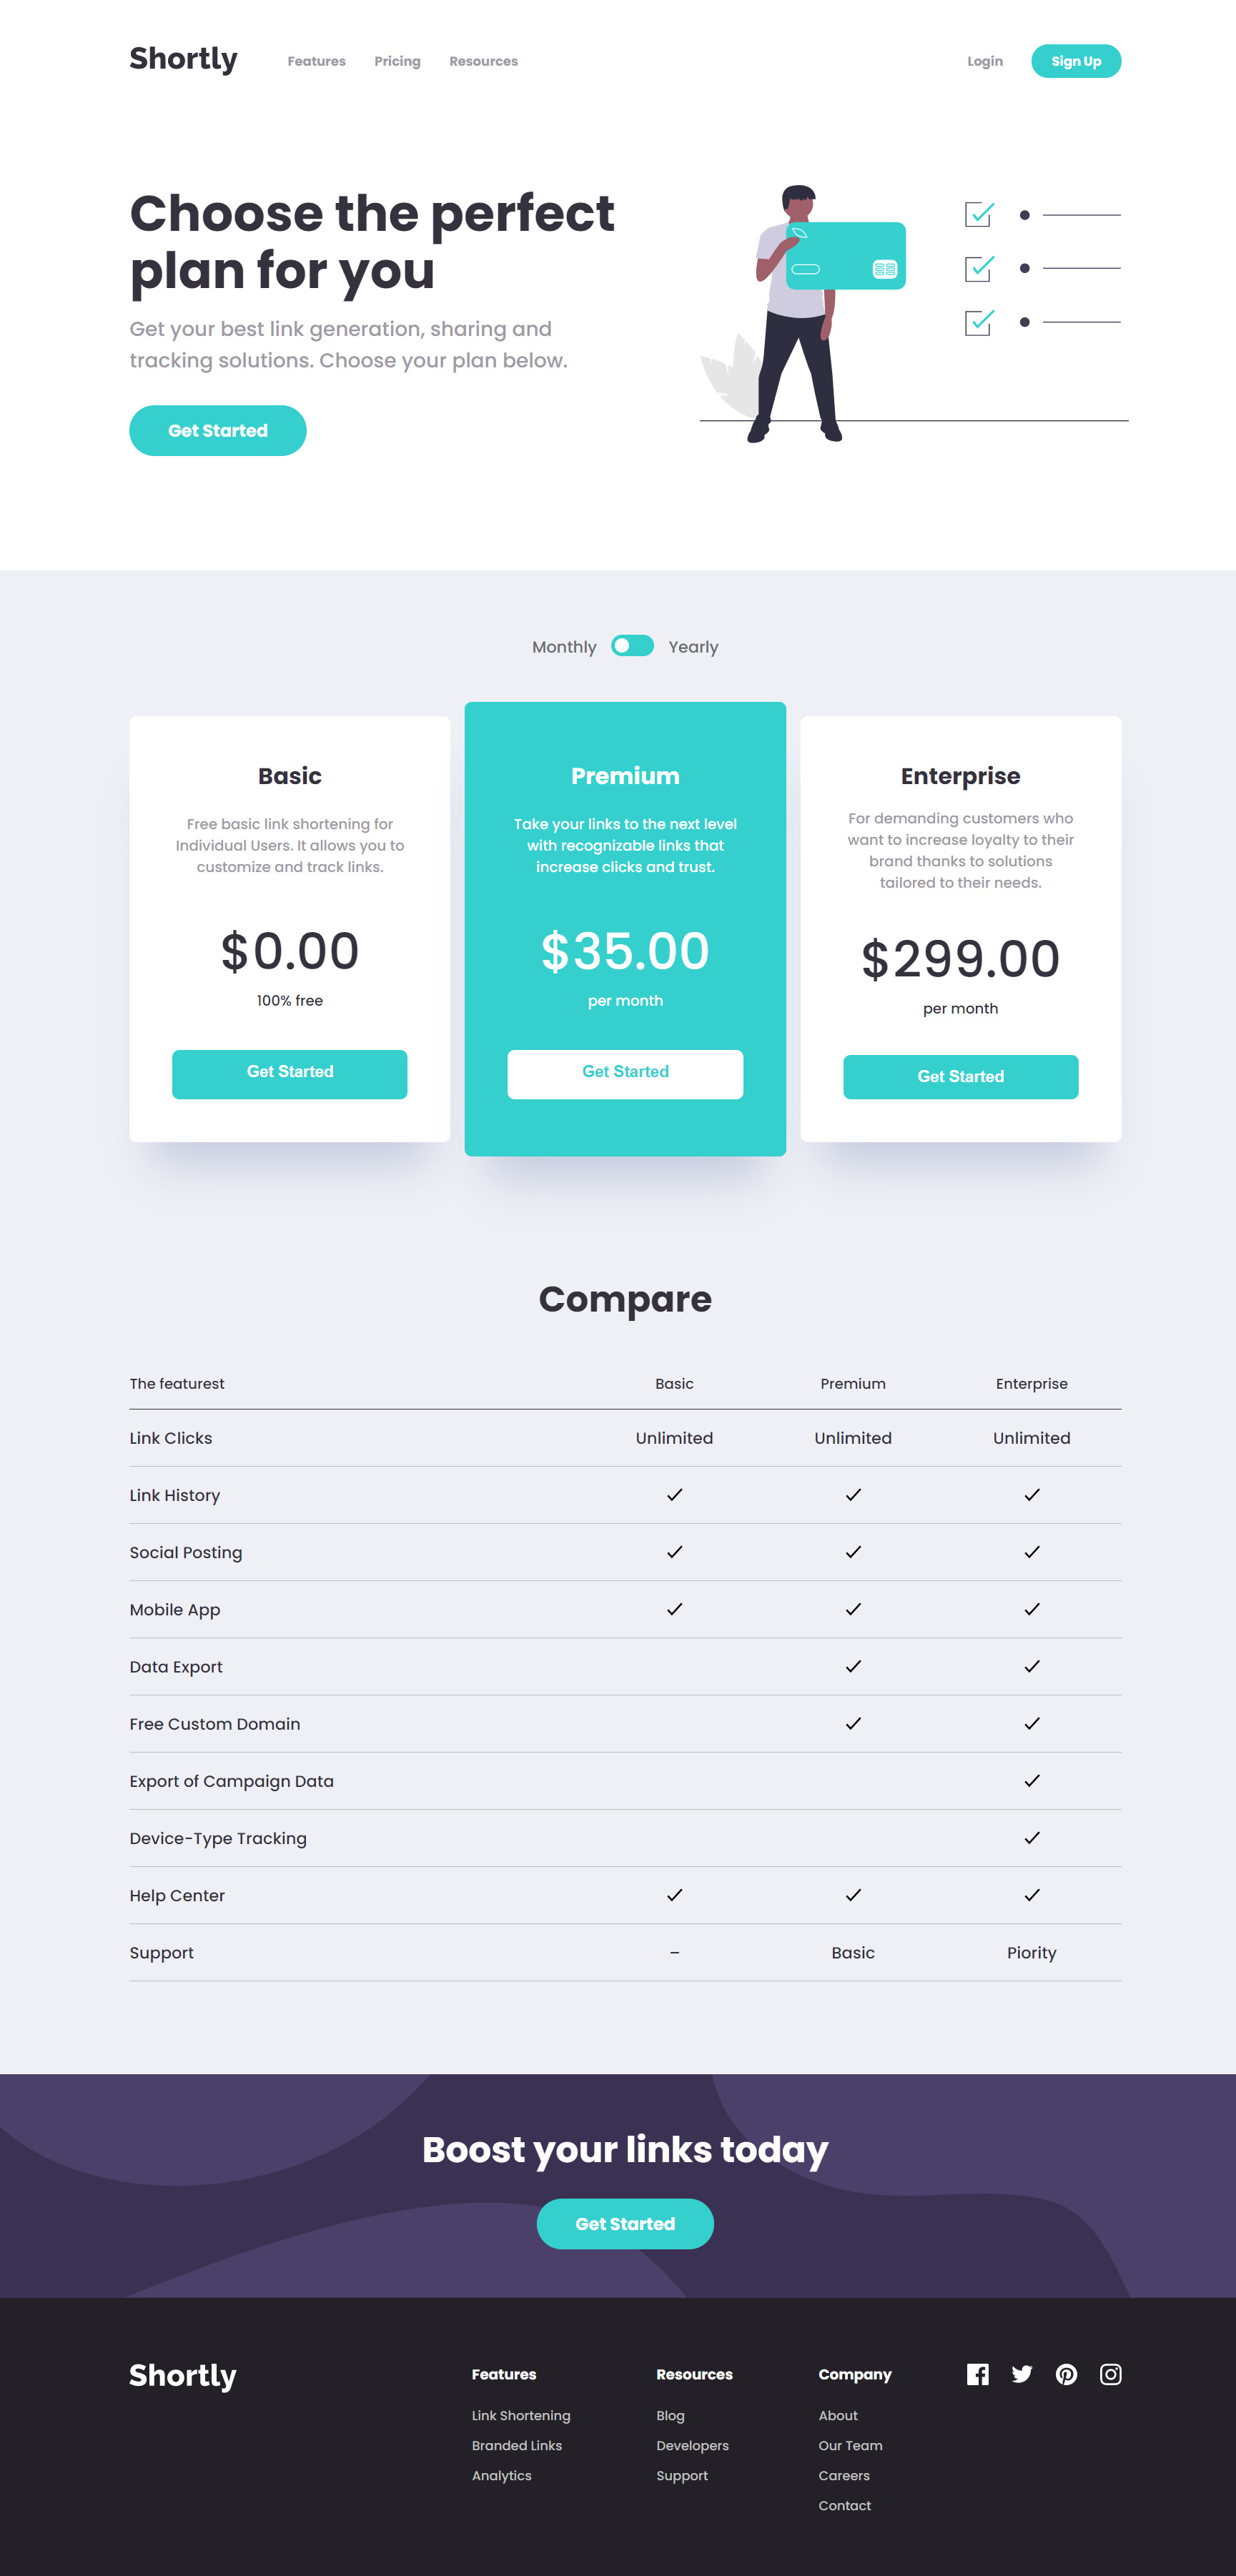 Shortly Features Pricing Resources Login Sign Up
Choose the perfect
plan for you
Get your best link generation, sharing and
tracking solutions. Choose your plan below.
Get Started
Monthly Yearly
Basic
Free basic link shortening for
Individual Users. It allows you to
customize and track links.
$0.00
100% free
Get Started
Premium
Take your links to the next level
with recognizable links that
increase clicks and trust.
$35.00
per month
Get Started
Enterprise
For demanding customers who
want to increase loyalty to their
brand thanks to solutions
tailored to their needs.
$299.00
per month
Get Started
Compare
The featurest Basic Premium Enterprise
Link Clicks Unlimited Unlimited Unlimited
Link History
Social Posting
Mobile App
Data Export
Free Custom Domain
Export of Campaign Data
Device-Type Tracking
Help Center
Support – Basic Piority
Boost your links today
Get Started
Shortly
Features
Link Shortening
Branded Links
Analytics
Resources
Blog
Developers
Support
Company
About
Our Team
Careers
Contact